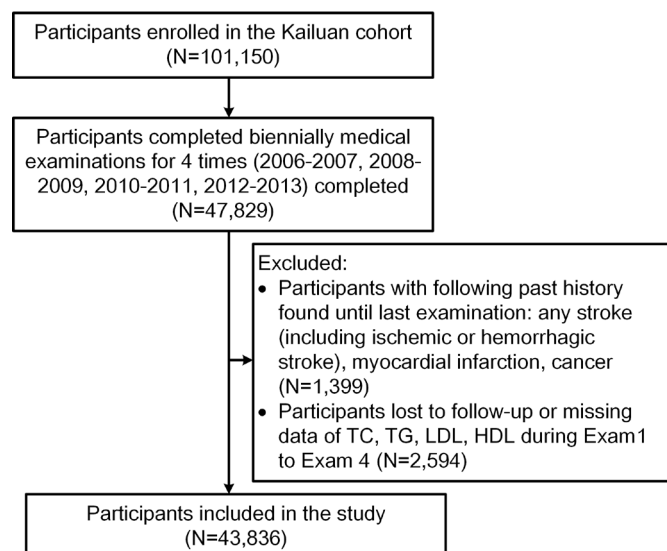 Participants enrolled in the Kailuan cohort
(N=101,150)
Participants completed biennially medical
examinations for 4 times (2006-2007, 2008-
2009, 2010-2011, 2012-2013) completed
(N=47,829)
Excluded:
• Participants with following past history
found until last examination: any stroke
(including ischemic or hemorrhagic
stroke), myocardial infarction, cancer
(N=1,399)
• Participants lost to follow-up or missing
data of TC, TG, LDL, HDL during Exam1
to Exam 4 (N=2,594)
Participants included in the study
(N=43,836)